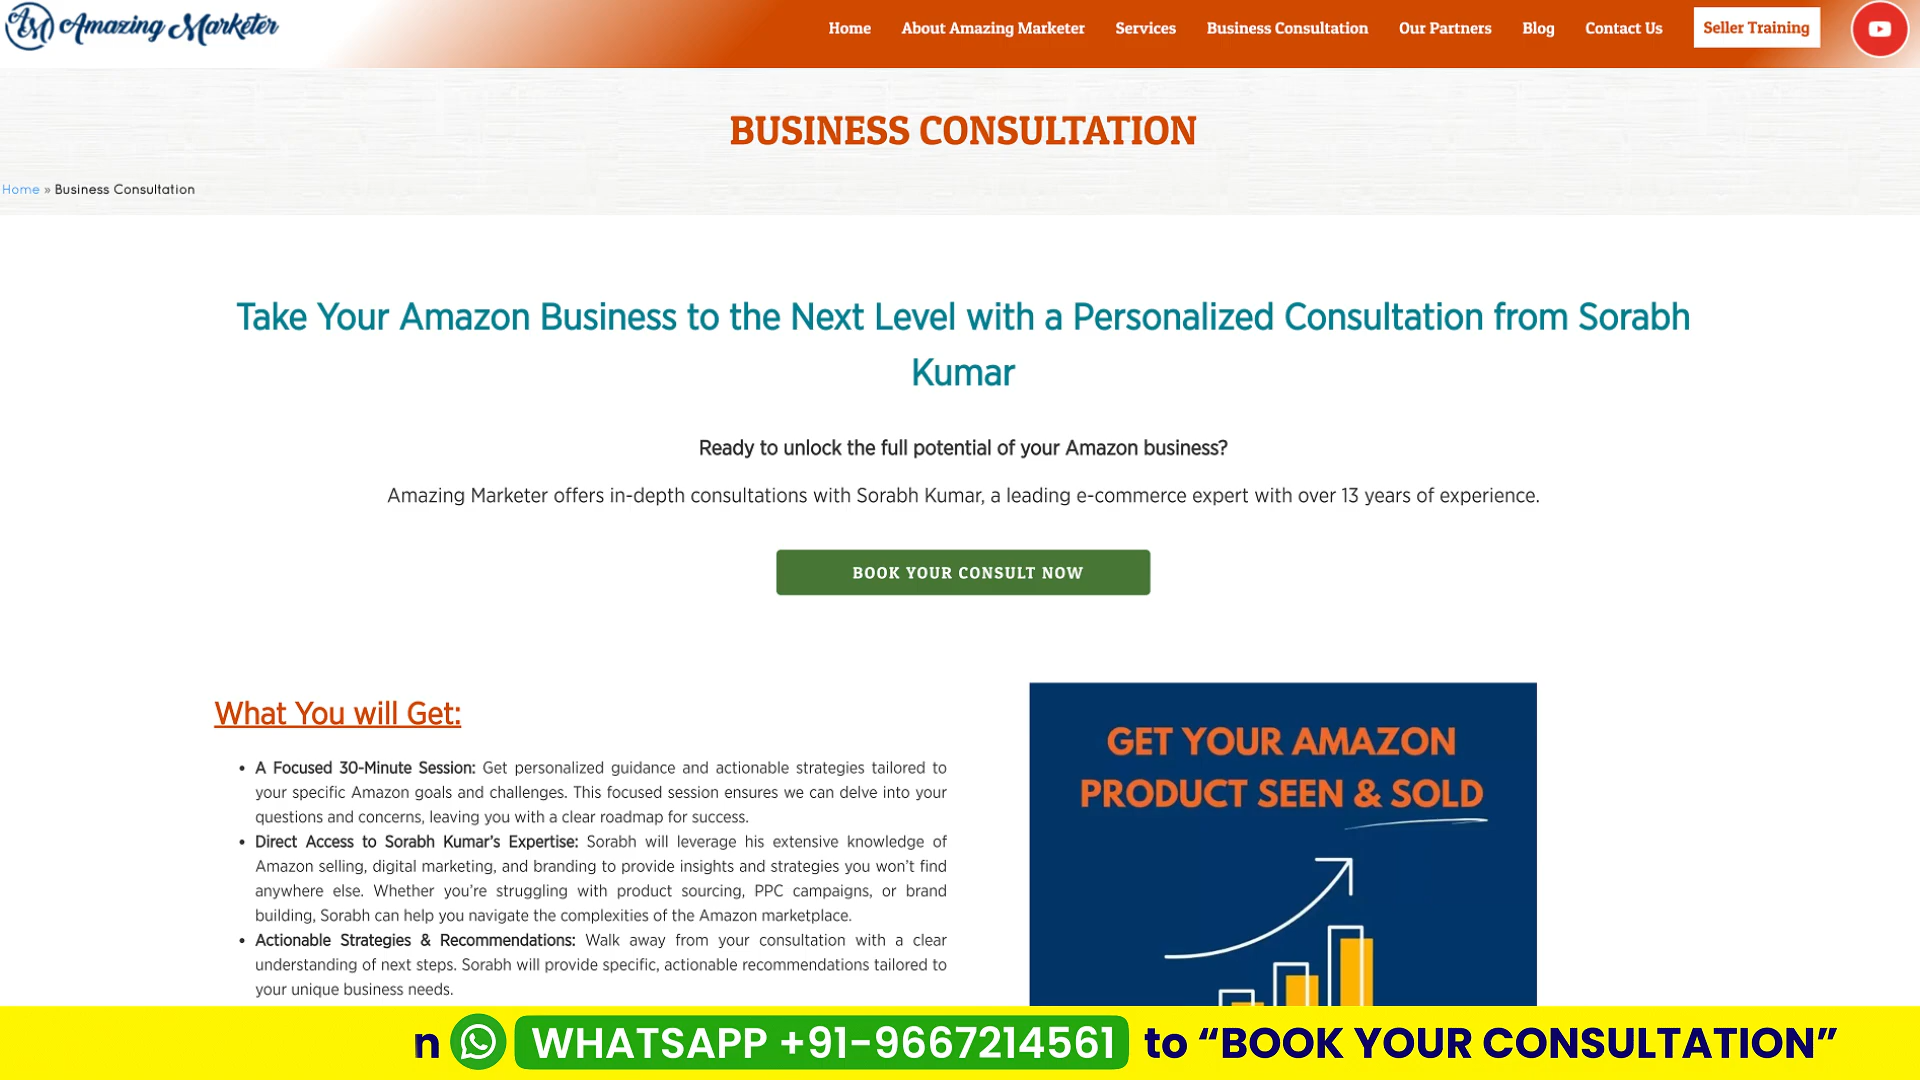 AM Amazing Marketer
Home About Amazing Marketer Services Business Consultation Our Partners Blog Contact Us Seller Training
BUSINESS CONSULTATION
Home » Business Consultation
Take Your Amazon Business to the Next Level with a Personalized Consultation from Sorabh
Kumar
Ready to unlock the full potential of your Amazon business?
Amazing Marketer offers in-depth consultations with Sorabh Kumar, a leading e-commerce expert with over 13 years of experience.
BOOK YOUR CONSULT NOW
What You will Get:
• A Focused 30-Minute Session: Get personalized guidance and actionable strategies tailored to
your specific Amazon goals and challenges. This focused session ensures we can delve into your
questions and concerns, leaving you with a clear roadmap for success.
• Direct Access to Sorabh Kumar’s Expertise: Sorabh will leverage his extensive knowledge of
Amazon selling, digital marketing, and branding to provide insights and strategies you won’t find
anywhere else. Whether you’re struggling with product sourcing, PPC campaigns, or brand
building, Sorabh can help you navigate the complexities of the Amazon marketplace.
• Actionable Strategies & Recommendations: Walk away from your consultation with a clear
understanding of next steps. Sorabh will provide specific, actionable recommendations tailored to
your unique business needs.
GET YOUR AMAZON
PRODUCT SEEN & SOLD
n WHATSAPP +91-9667214561 to “BOOK YOUR CONSULTATION”